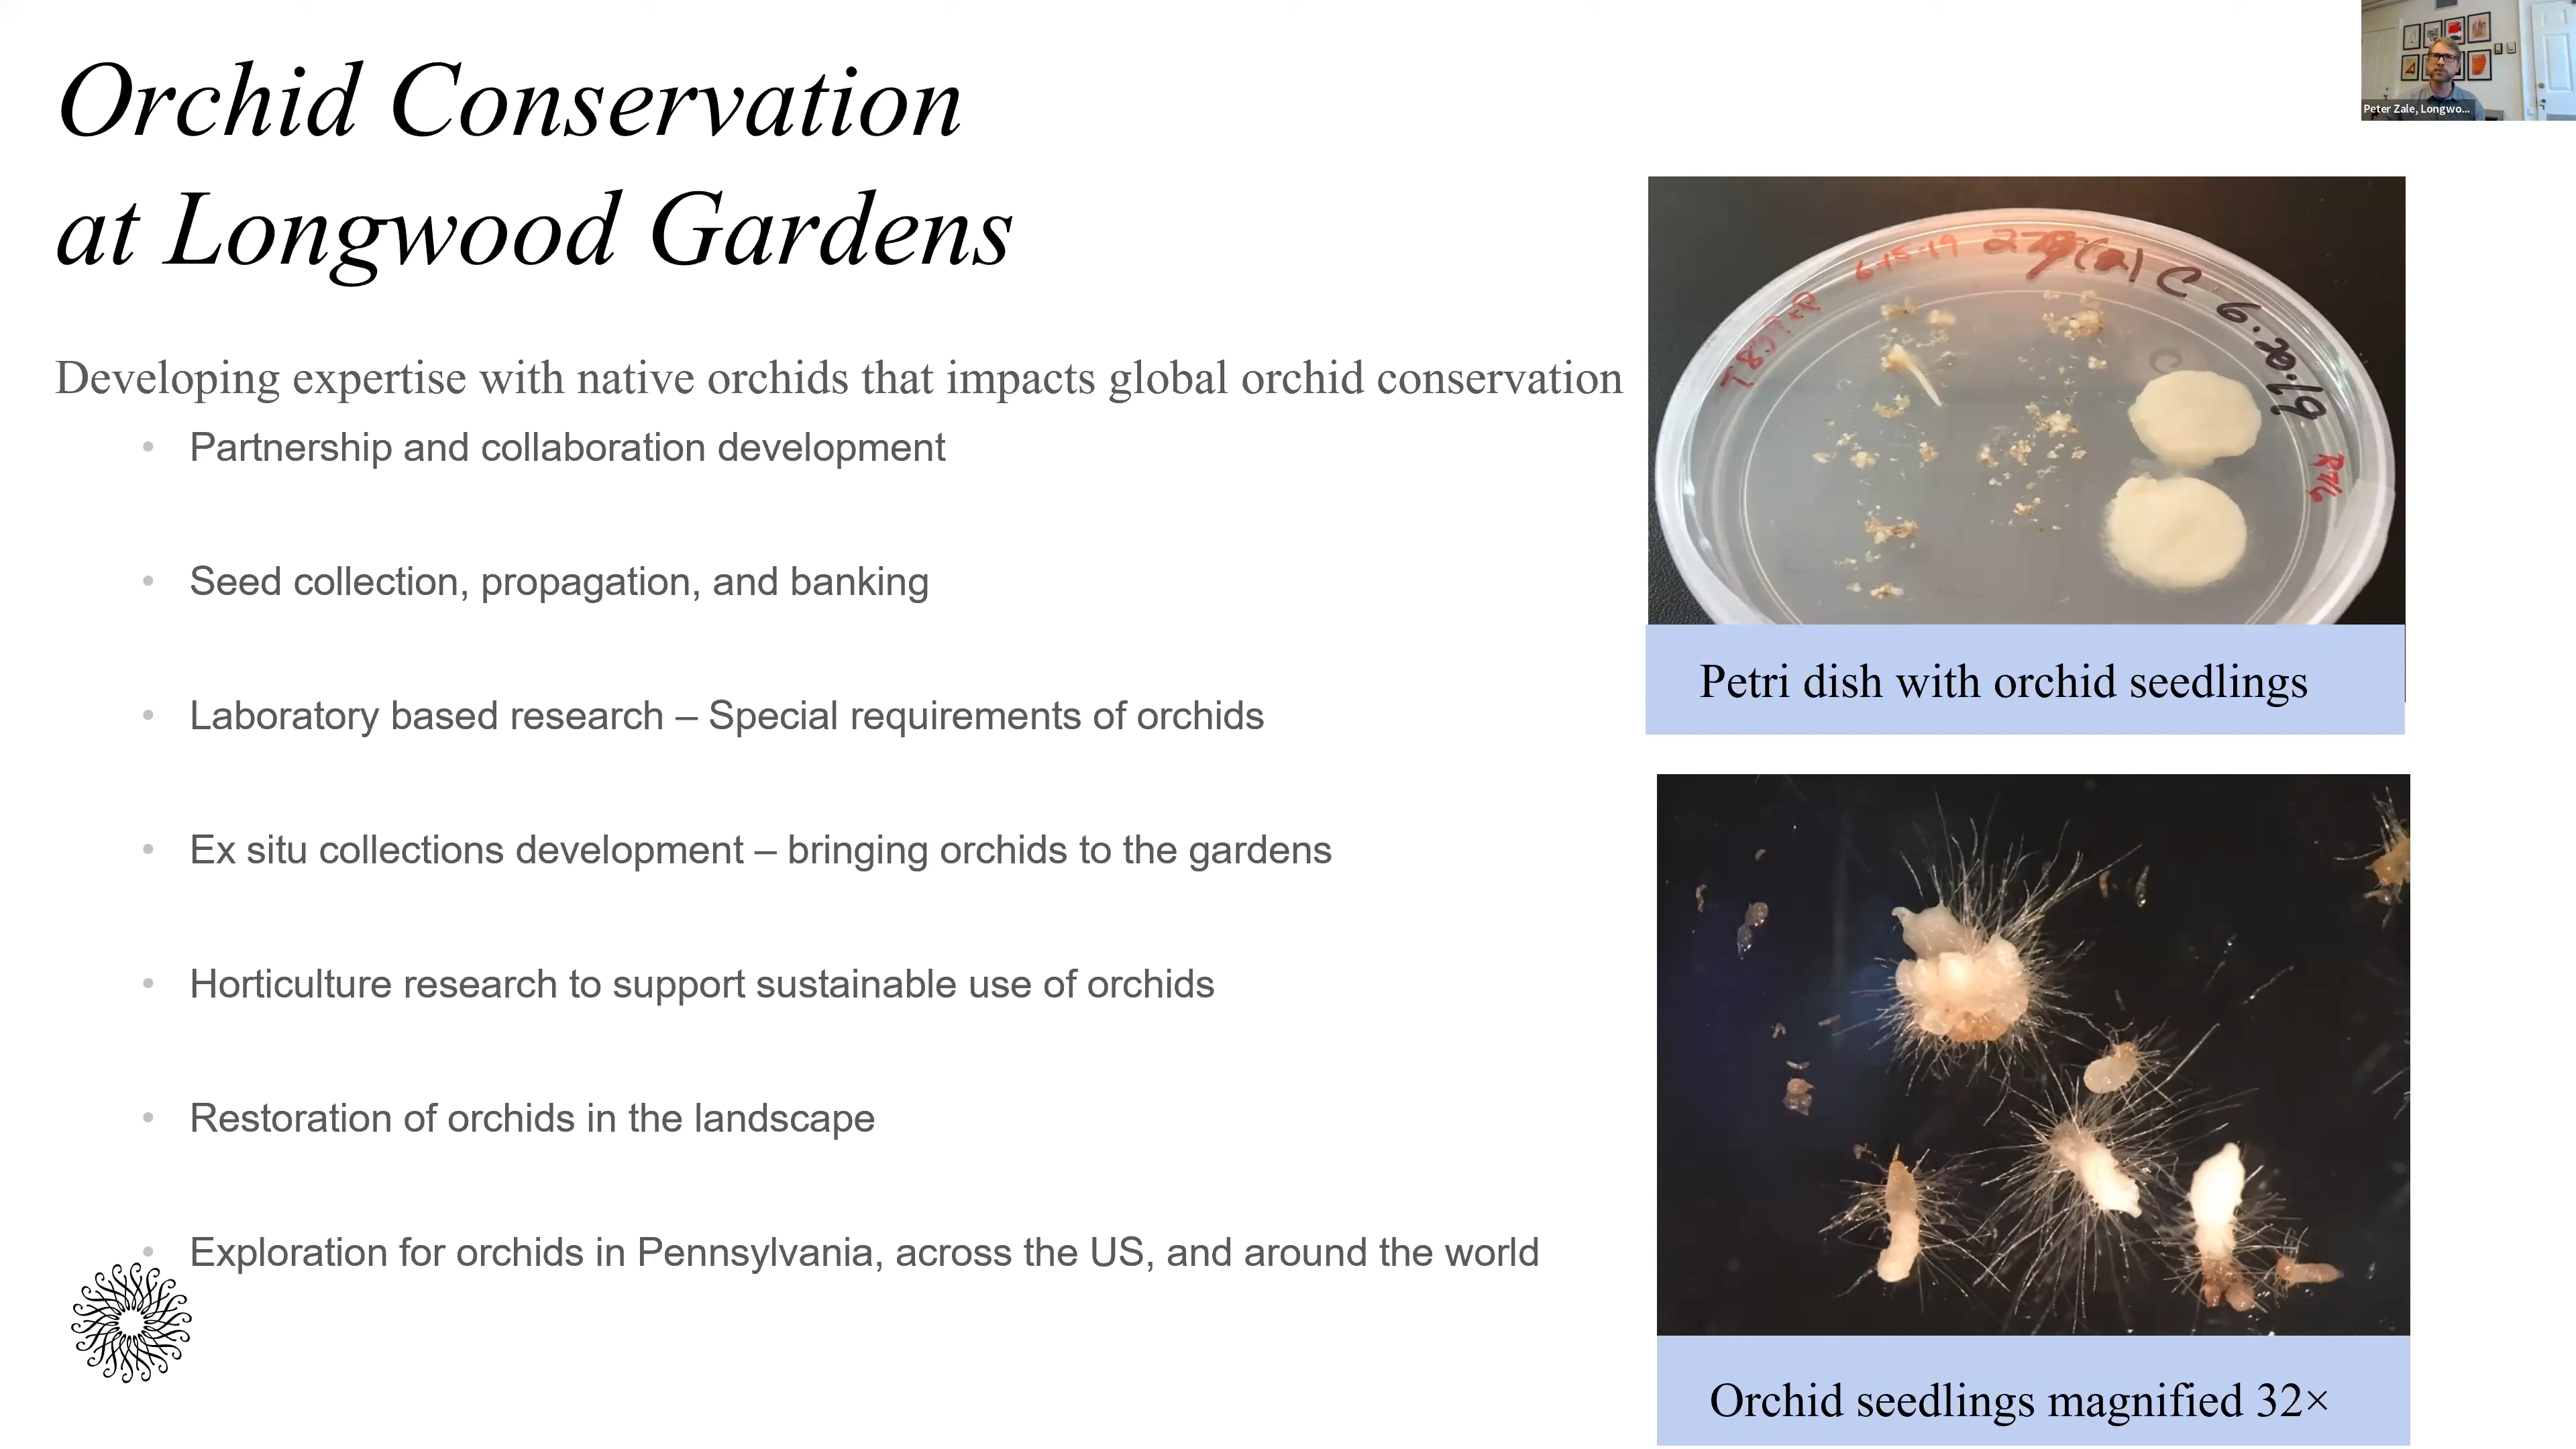 Orchid Conservation
at Longwood Gardens
Peter Zale, Longwo...
Developing expertise with native orchids that impacts global orchid conservation
• Partnership and collaboration development
• Seed collection, propagation, and banking
• Laboratory based research – Special requirements of orchids
• Ex situ collections development – bringing orchids to the gardens
• Horticulture research to support sustainable use of orchids
• Restoration of orchids in the landscape
• Exploration for orchids in Pennsylvania, across the US, and around the world
6-15-19
C
Petri dish with orchid seedlings
Orchid seedlings magnified 32×